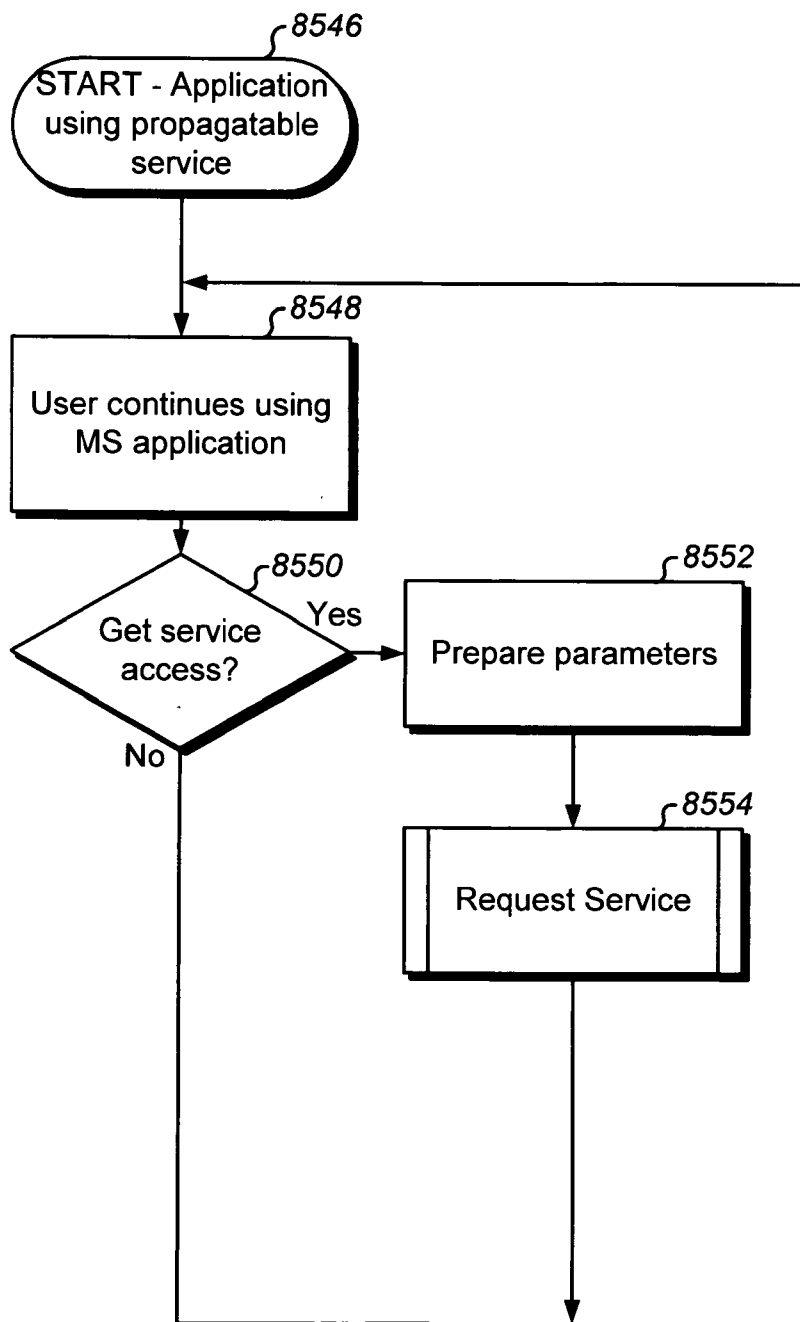 8546
START - Application
using propagatable
service
8548
User continues using
MS application
8550
Get service
access?
Yes
No
8552
Prepare parameters
8554
Request Service